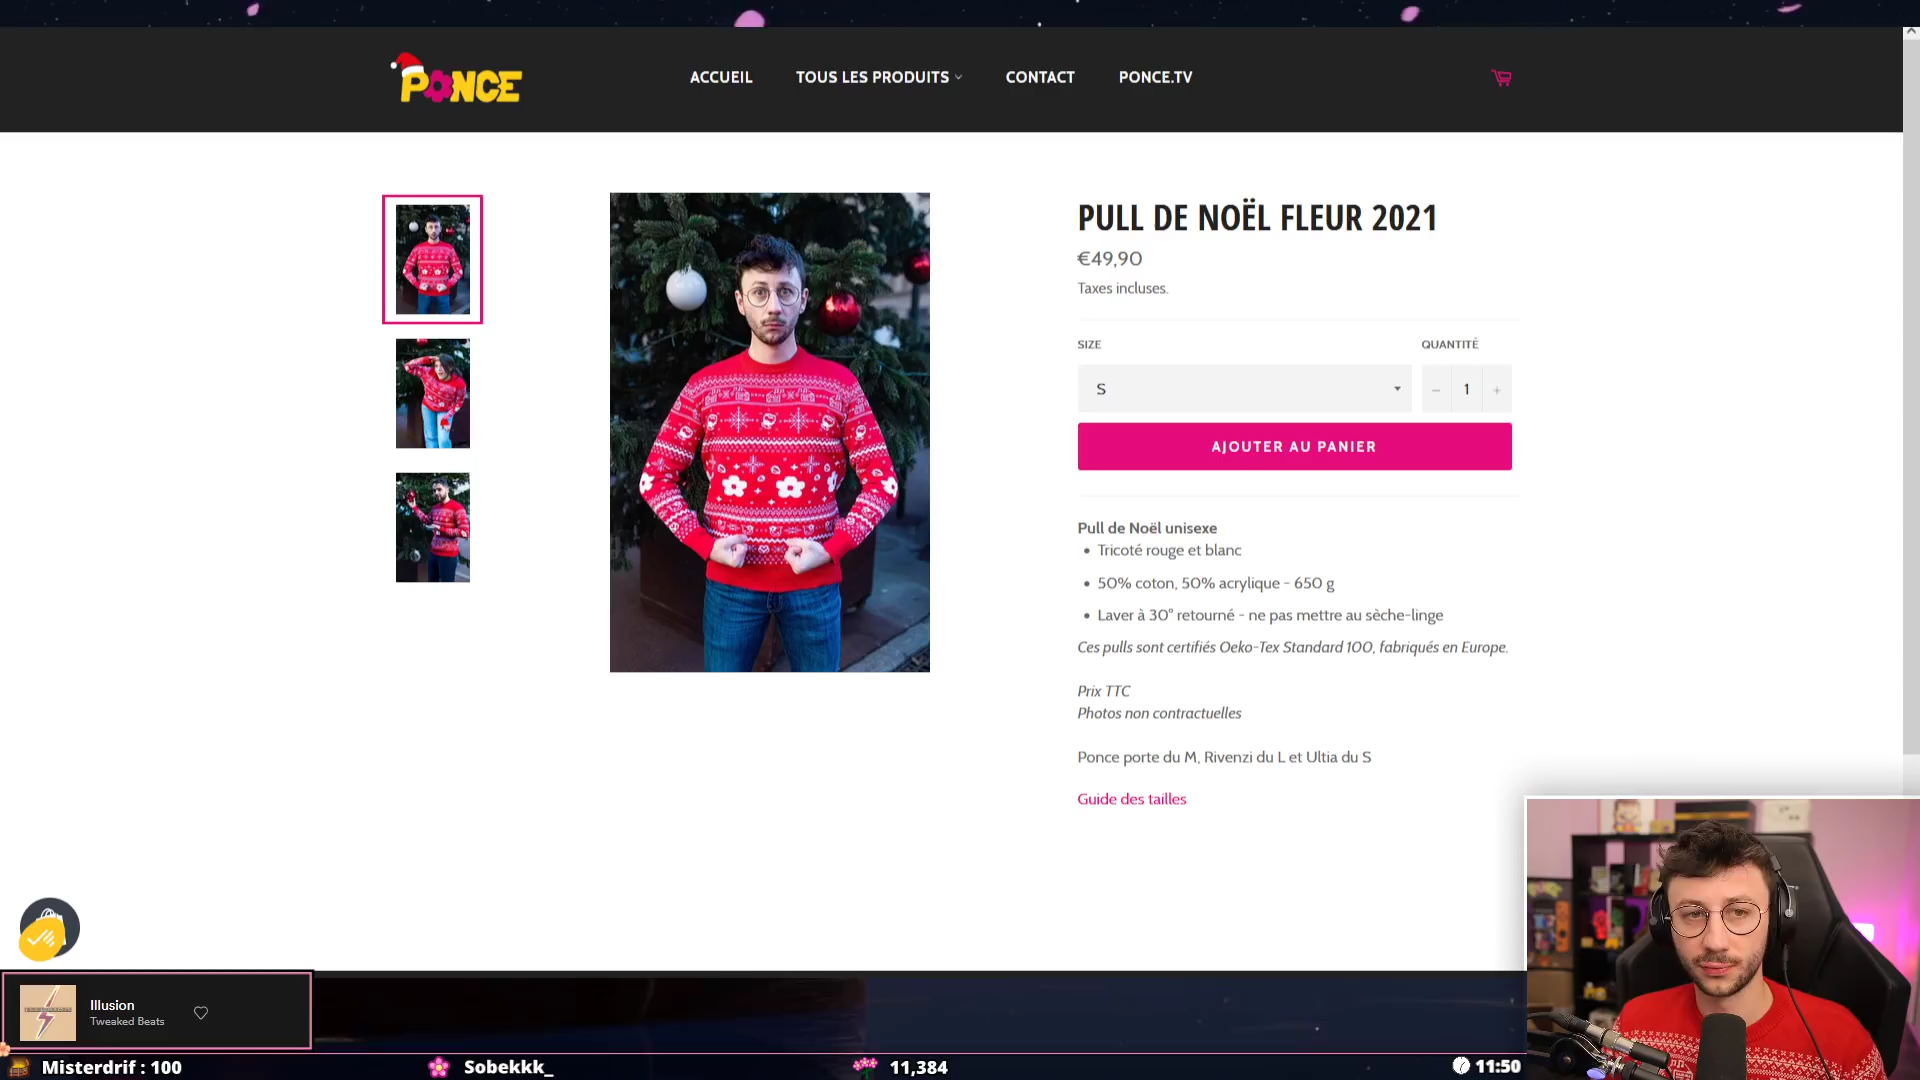 PONCE
ACCUEIL
TOUS LES PRODUITS
CONTACT
PONCE.TV
PULL DE NOËL FLEUR 2021
€49,90
Taxes incluses.
SIZE
QUANTITÉ
S
− 1 +
AJOUTER AU PANIER
Pull de Noël unisexe
• Tricoté rouge et blanc
• 50% coton, 50% acrylique - 650 g
• Laver à 30° retourné - ne pas mettre au sèche-linge
Ces pulls sont certifiés Oeko-Tex Standard 100, fabriqués en Europe.
Prix TTC
Photos non contractuelles
Ponce porte du M, Rivenzi du L et Ultia du S
Guide des tailles
Illusion
Tweaked Beats
Misterdrif : 100
Sobekkk_
11,384
11:50